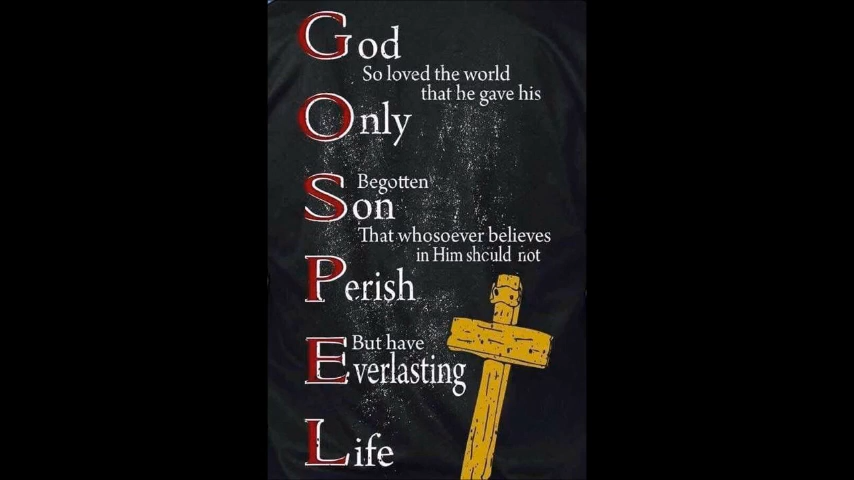 God
So loved the world
that he gave his
Only
Begotten
Son
That whosoever believes
in Him should not
Perish
But have
Everlasting
Life